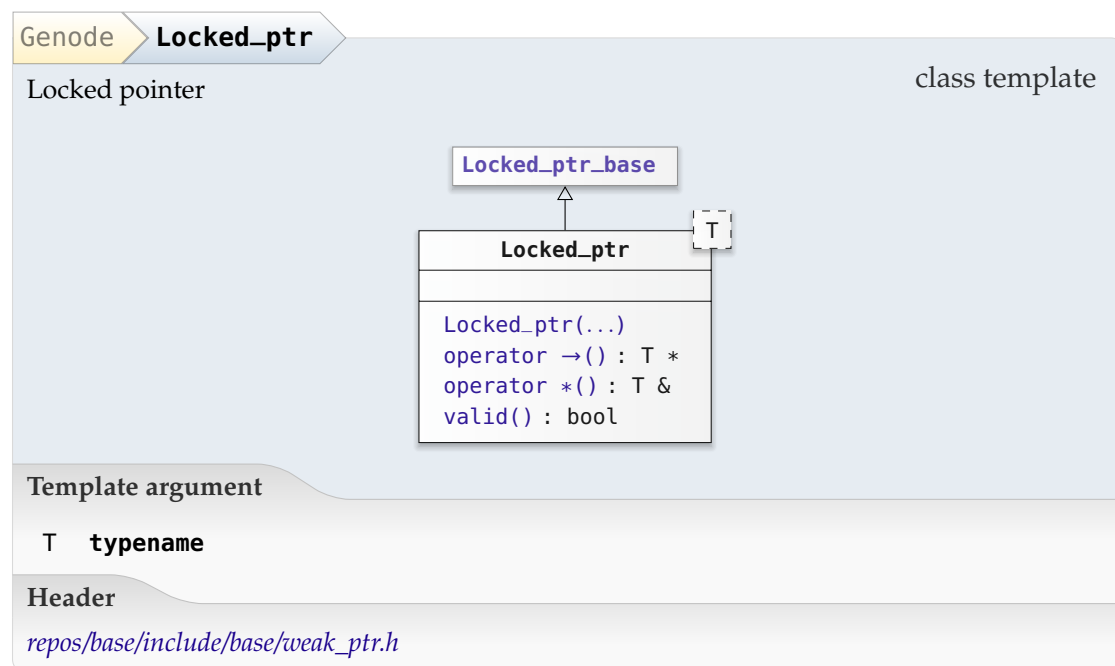 Genode Locked_ptr
Locked pointer
class template
Locked_ptr_base
T
Locked_ptr
Locked_ptr(...)
operator →() : T *
operator *() : T &
valid() : bool
Template argument
T typename
Header
repos/base/include/base/weak_ptr.h